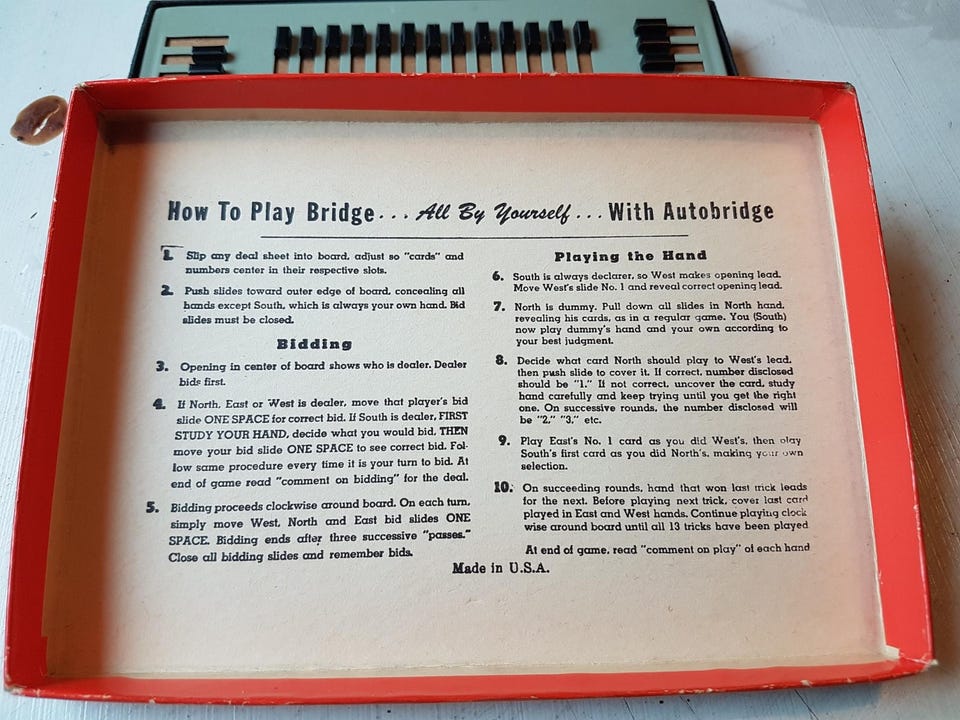 How To Play Bridge... All By Yourself... With Autobridge
1. Slip any deal sheet into board, adjust so "cards" and
numbers center in their respective slots.
2. Push slides toward outer edge of board, concealing all
hands except South, which is always your own hand. Bid
slides must be closed.
Bidding
3. Opening in center of board shows who is dealer. Dealer
bids first.
4. If North, East or West is dealer, move that player's bid
slide ONE SPACE for correct bid. If South is dealer, FIRST
STUDY YOUR HAND, decide what you would bid, THEN
move your bid slide ONE SPACE to see correct bid. Fol-
low same procedure every time it is your turn to bid. At
end of game read "comment on bidding" for the deal.
5. Bidding proceeds clockwise around board. On each turn,
simply move West, North and East bid slides ONE
SPACE. Bidding ends after three successive "passes."
Close all bidding slides and remember bids.
Playing the Hand
6. South is always declarer, so West makes opening lead.
Move West's slide No. 1 and reveal correct opening lead.
7. North is dummy. Pull down all slides in North hand,
revealing his cards, as in a regular game. You (South)
now play dummy's hand and your own according to
your best judgment.
8. Decide what card North should play to West's lead,
then push slide to cover it. If correct, number disclosed
should be "1." If not correct, uncover the card, study
hand carefully and keep trying until you get the right
one. On successive rounds, the number disclosed will
be "2," "3," etc.
9. Play East's No. 1 card as you did West's, then play
South's first card as you did North's, making your own
selection.
10. On succeeding rounds, hand that won last trick leads
for the next. Before playing next trick, cover last card
played in East and West hands. Continue playing clock
wise around board until all 13 tricks have been played
At end of game, read "comment on play" of each hand
Made in U.S.A.